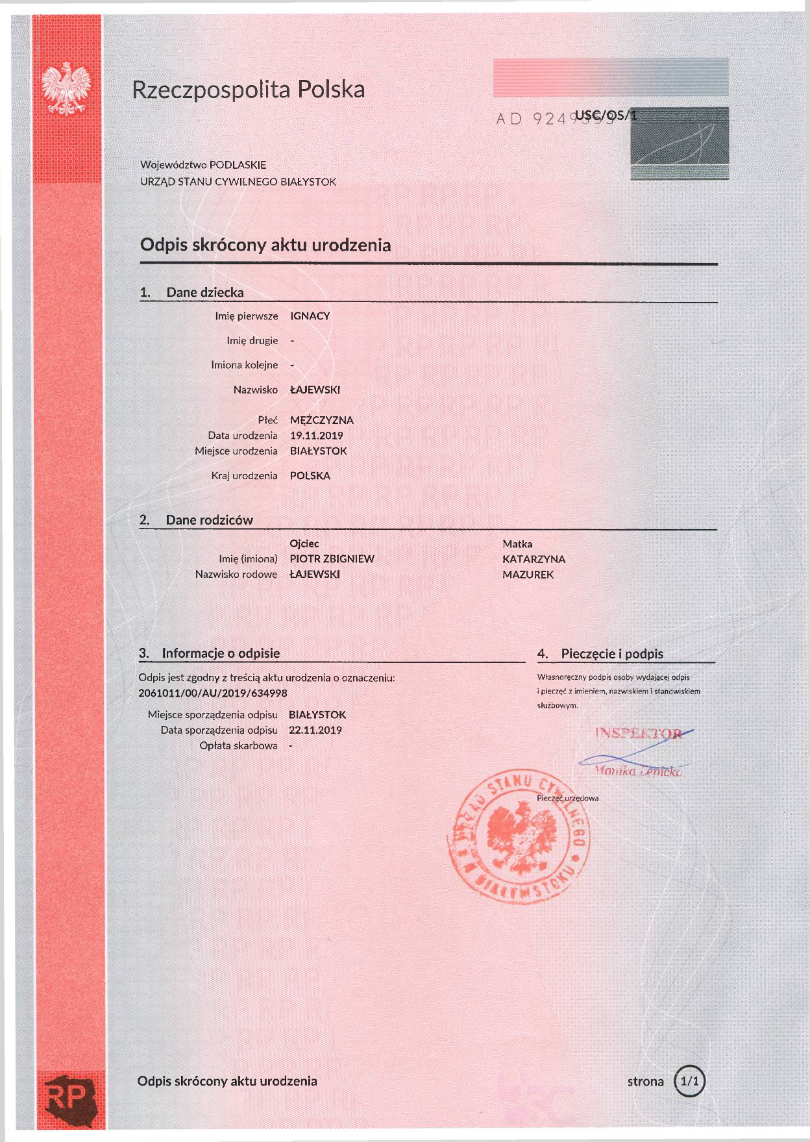 Rzeczpospolita Polska
USC/OS/1
AD 9249
Województwo PODLASKIE
URZĄD STANU CYWILNEGO BIAŁYSTOK
Odpis skrócony aktu urodzenia
1. Dane dziecka
Imię pierwsze IGNACY
Imię drugie -
Imiona kolejne -
Nazwisko ŁAJEWSKI
Płeć MĘŻCZYZNA
Data urodzenia 19.11.2019
Miejsce urodzenia BIAŁYSTOK
Kraj urodzenia POLSKA
2. Dane rodziców
Ojciec Matka
Imię (imiona) PIOTR ZBIGNIEW KATARZYNA
Nazwisko rodowe ŁAJEWSKI MAZUREK
3. Informacje o odpisie
Odpis jest zgodny z treścią aktu urodzenia o oznaczeniu:
2061011/00/AU/2019/634998
Miejsce sporządzenia odpisu BIAŁYSTOK
Data sporządzenia odpisu 22.11.2019
Opłata skarbowa -
4. Pieczęcie i podpis
Własnoręczny podpis osoby wydającej odpis
i pieczęć z imieniem, nazwiskiem i stanowiskiem
służbowym.
INSPEKTOR
Monika
Pieczęć urzędowa
URZĄD STANU CYWILNEGO
W BIAŁYMSTOKU
Odpis skrócony aktu urodzenia
strona 1/1
RP